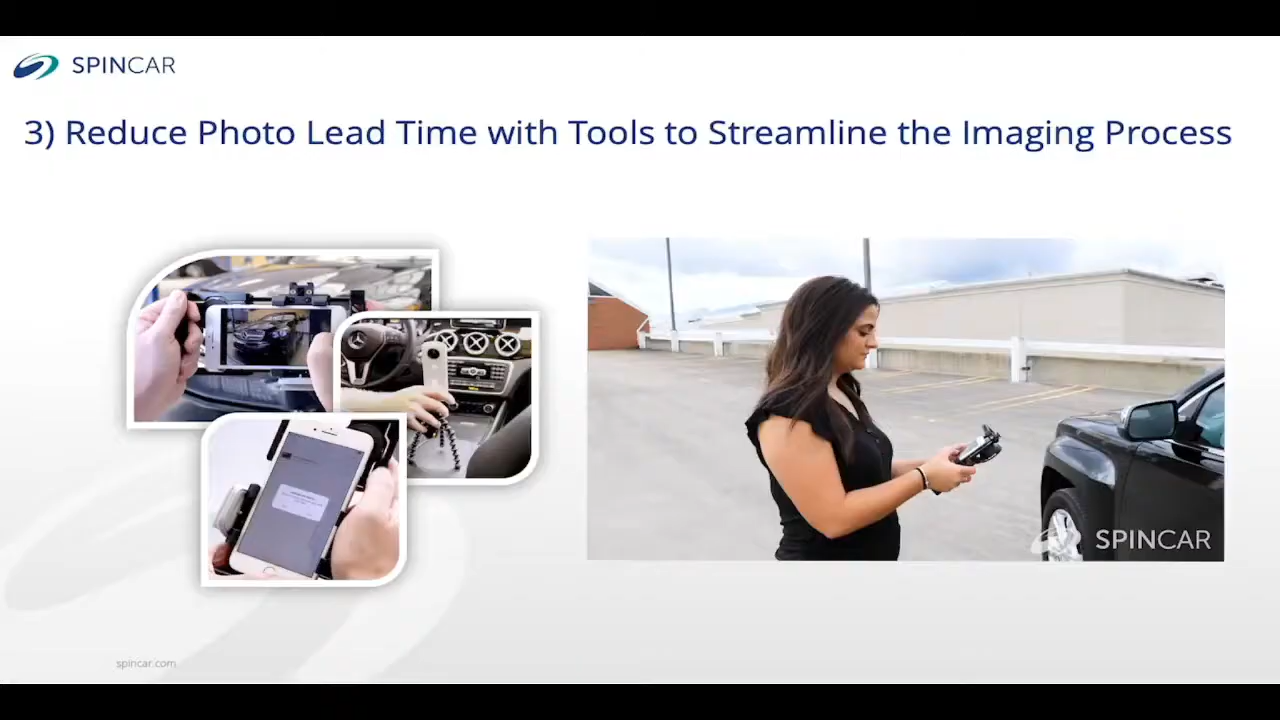 SPINCAR
3) Reduce Photo Lead Time with Tools to Streamline the Imaging Process
SPINCAR
spincar.com